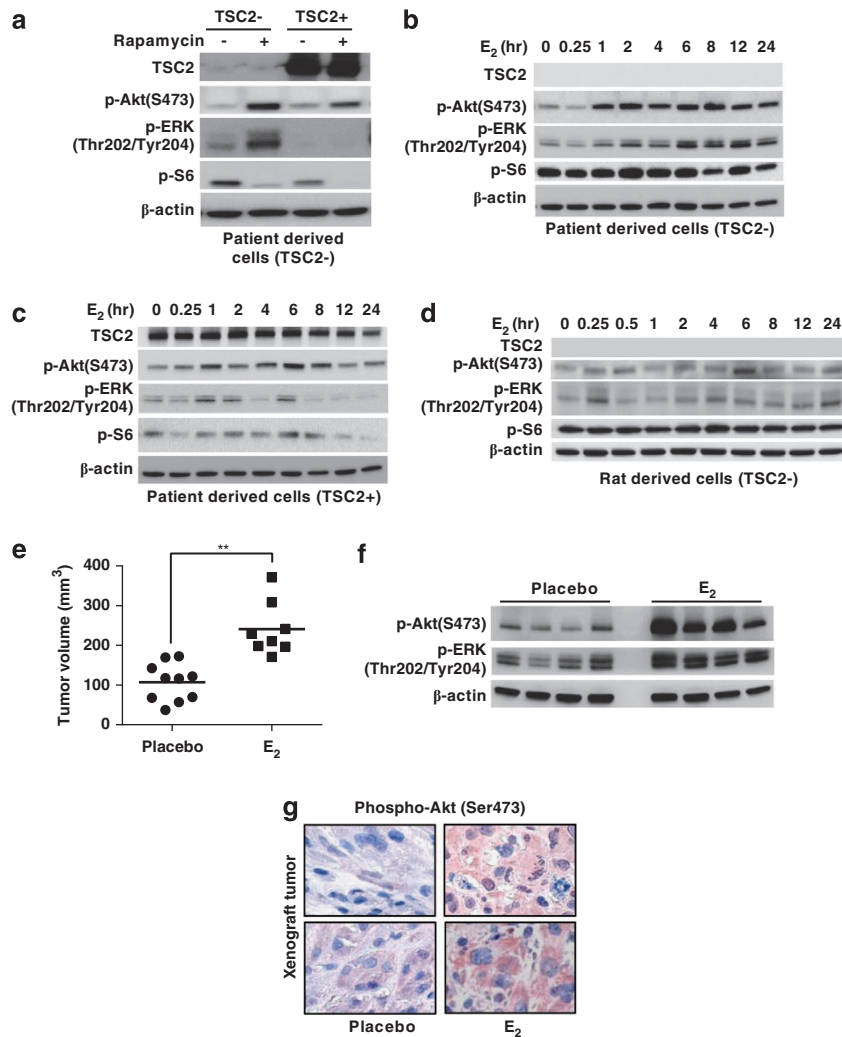 a
TSC2- TSC2+
Rapamycin - + - +
TSC2
p-Akt(S473)
p-ERK
(Thr202/Tyr204)
p-S6
β-actin
Patient derived
cells (TSC2-)
b
E2 (hr) 0 0.25 1 2 4 6 8 12 24
TSC2
p-Akt(S473)
p-ERK
(Thr202/Tyr204)
p-S6
β-actin
Patient derived cells (TSC2-)
c
E2 (hr) 0 0.25 1 2 4 6 8 12 24
TSC2
p-Akt(S473)
p-ERK
(Thr202/Tyr204)
p-S6
β-actin
Patient derived cells (TSC2+)
d
E2 (hr) 0 0.25 0.5 1 2 4 6 8 12 24
TSC2
p-Akt(S473)
p-ERK
(Thr202/Tyr204)
p-S6
β-actin
Rat derived cells (TSC2-)
e
**
Tumor volume (mm3)
400
300
200
100
0
Placebo E2
f
Placebo E2
p-Akt(S473)
p-ERK
(Thr202/Tyr204)
β-actin
g
Phospho-Akt (Ser473)
Xenograft tumor
Placebo E2